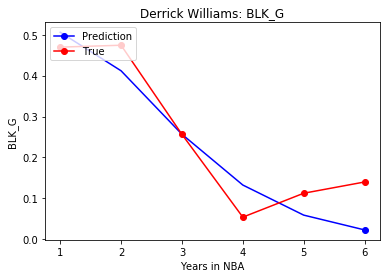 Derrick Williams: BLK_G
Prediction
True
0.5
0.4
0.3
0.2
0.1
0.0
BLK_G
1 2 3 4 5 6
Years in NBA